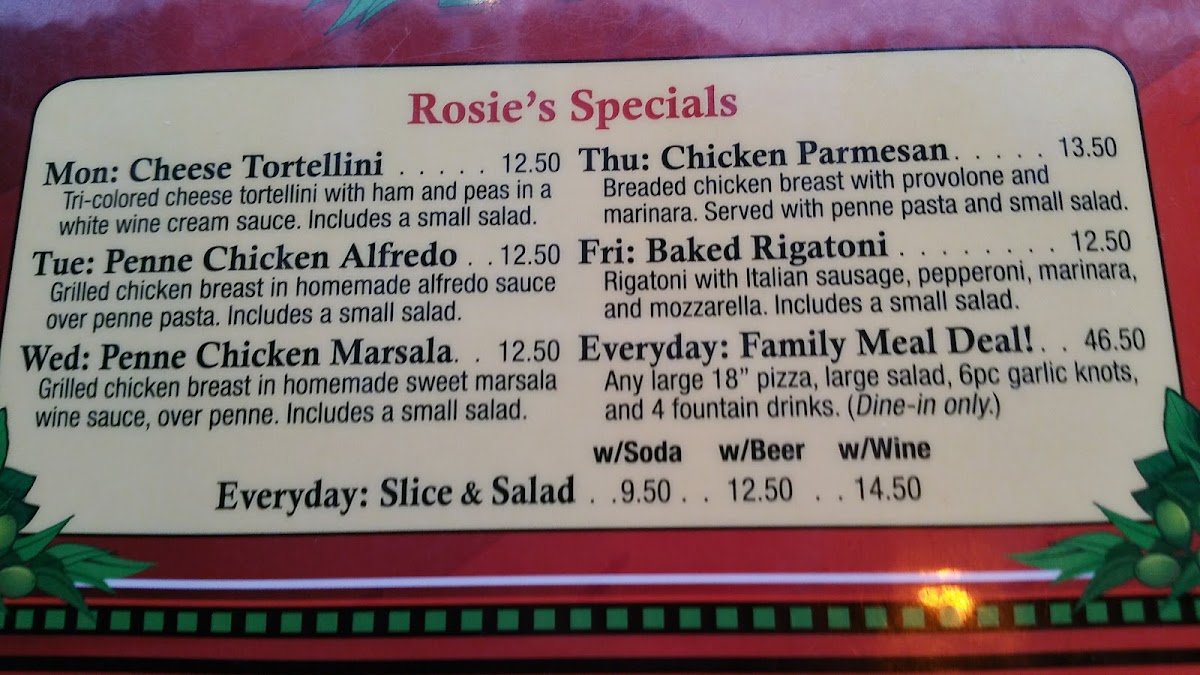 Rosie's Specials
Mon: Cheese Tortellini . . . . . 12.50
Tri-colored cheese tortellini with ham and peas in a
white wine cream sauce. Includes a small salad.
Tue: Penne Chicken Alfredo . . 12.50
Grilled chicken breast in homemade alfredo sauce
over penne pasta. Includes a small salad.
Wed: Penne Chicken Marsala. . 12.50
Grilled chicken breast in homemade sweet marsala
wine sauce, over penne. Includes a small salad.
Thu: Chicken Parmesan. . . . . 13.50
Breaded chicken breast with provolone and
marinara. Served with penne pasta and small salad.
Fri: Baked Rigatoni . . . . . . . . 12.50
Rigatoni with Italian sausage, pepperoni, marinara,
and mozzarella. Includes a small salad.
Everyday: Family Meal Deal!. . 46.50
Any large 18" pizza, large salad, 6pc garlic knots,
and 4 fountain drinks. (Dine-in only.)
w/Soda w/Beer w/Wine
Everyday: Slice & Salad . .9.50 . . 12.50 . . 14.50